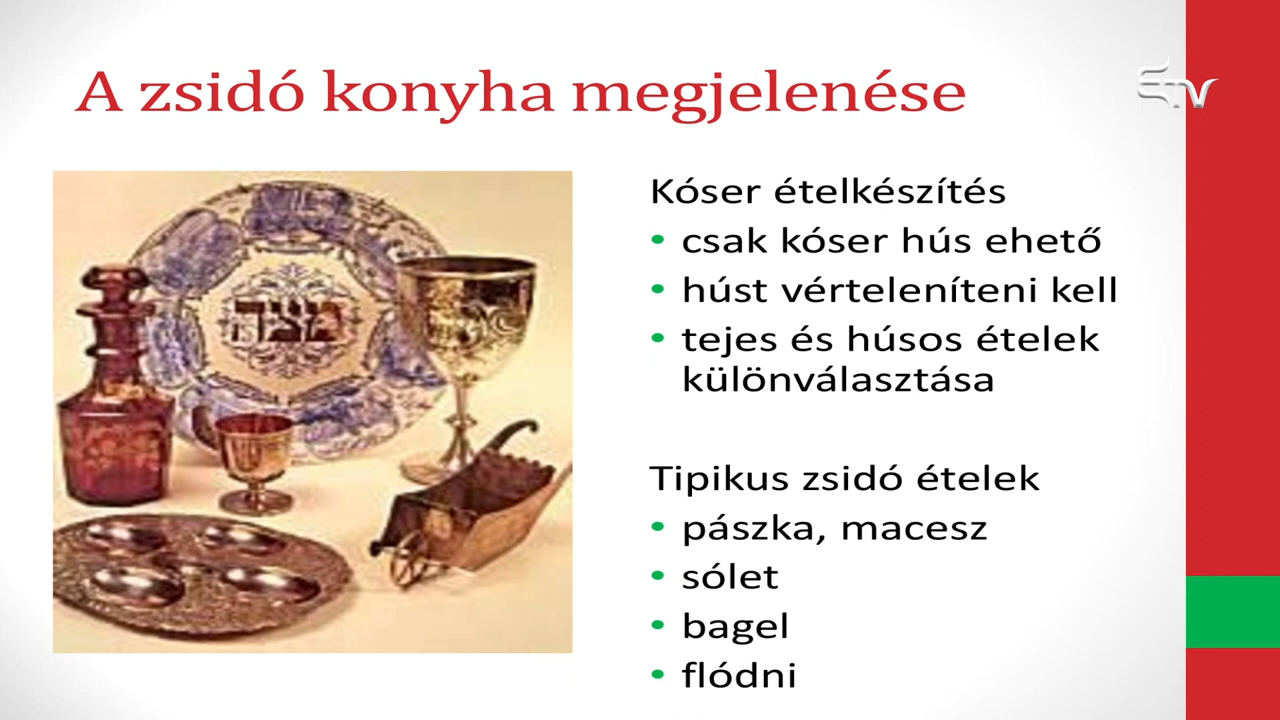 A zsidó konyha megjelenése
ETV
Kóser ételkészítés
• csak kóser hús ehető
• húst vérteleníteni kell
• tejes és húsos ételek
különválasztása
Tipikus zsidó ételek
• pászka, macesz
• sólet
• bagel
• flódni